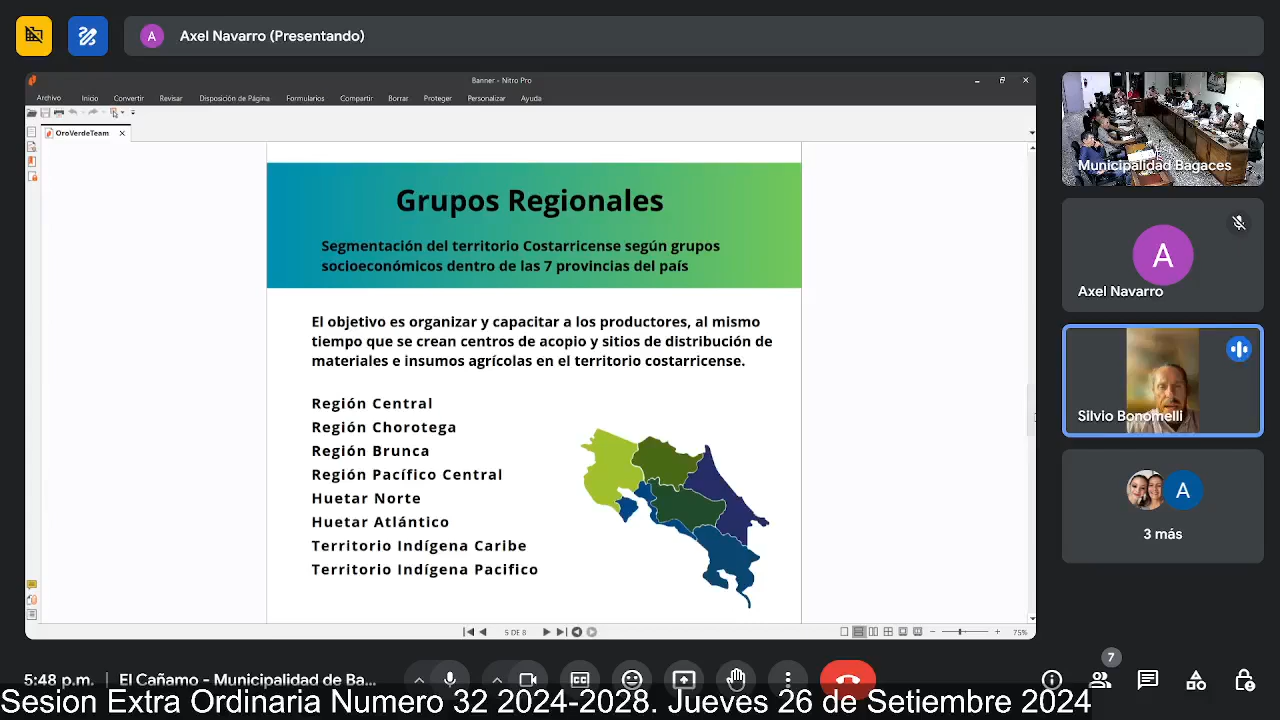 A
Axel Navarro (Presentando)
Banner - Nitro Pro
Archivo
Inicio
Convertir
Revisar
Disposición de Página
Formularios
Compartir
Borrar
Proteger
Personalizar
Ayuda
OroVerdeTeam
Grupos Regionales
Segmentación del territorio Costarricense según grupos
socioeconómicos dentro de las 7 provincias del país
El objetivo es organizar y capacitar a los productores, al mismo
tiempo que se crean centros de acopio y sitios de distribución de
materiales e insumos agrícolas en el territorio costarricense.
Región Central
Región Chorotega
Región Brunca
Región Pacífico Central
Huetar Norte
Huetar Atlántico
Territorio Indígena Caribe
Territorio Indígena Pacifico
5 DE 8
75%
Municipalidad Bagaces
A
Axel Navarro
Silvio Bonomelli
A
3 más
5:48 p.m.
El Cañamo - Municipalidad de Ba...
7
Sesion Extra Ordinaria Numero 32 2024-2028. Jueves 26 de Setiembre 2024